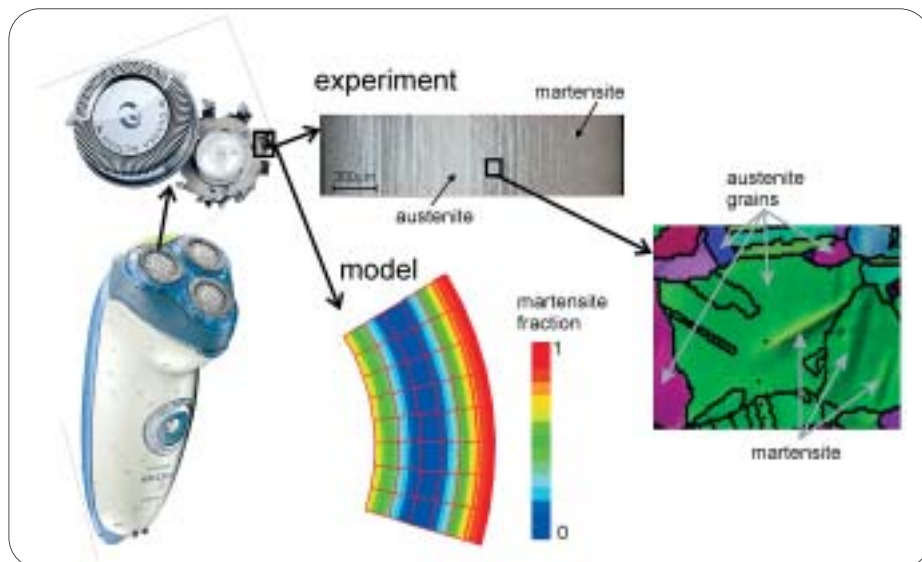 experiment
martensite
300μm
austenite
austenite
grains
model
martensite
fraction
1
0
martensite